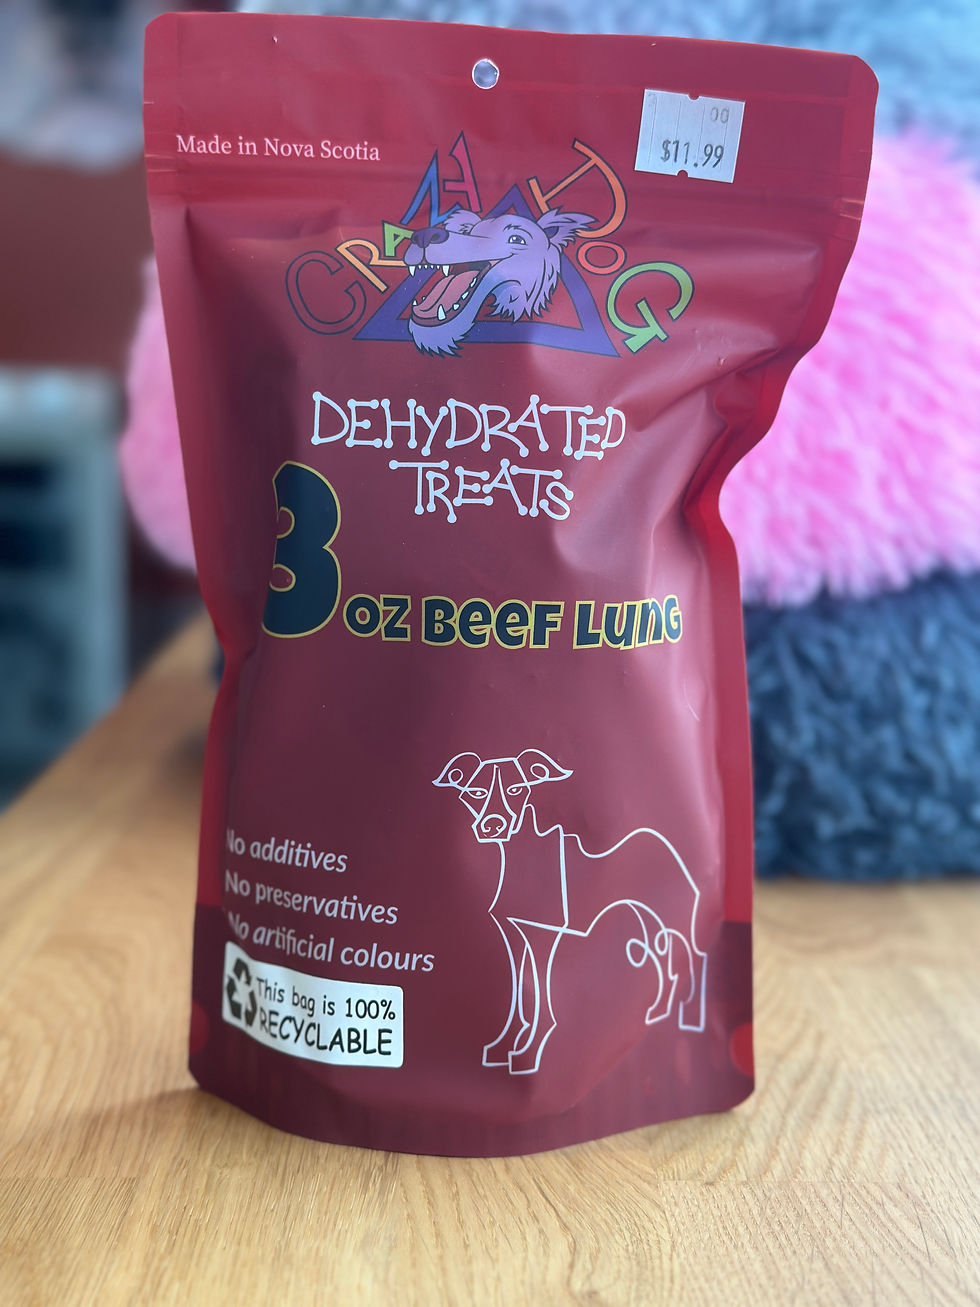 Made in Nova Scotia
00
$11.99
CRAZY DOG
DEHYDRATED
TREATS
3 oz Beef Lung
No additives
No preservatives
No artificial colours
This bag is 100%
RECYCLABLE